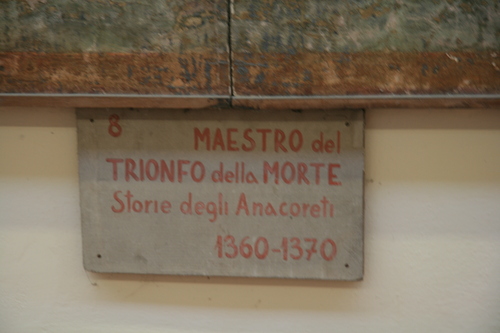 8
MAESTRO del
TRIONFO della MORTE
Storie degli Anacoreti
1360-1370